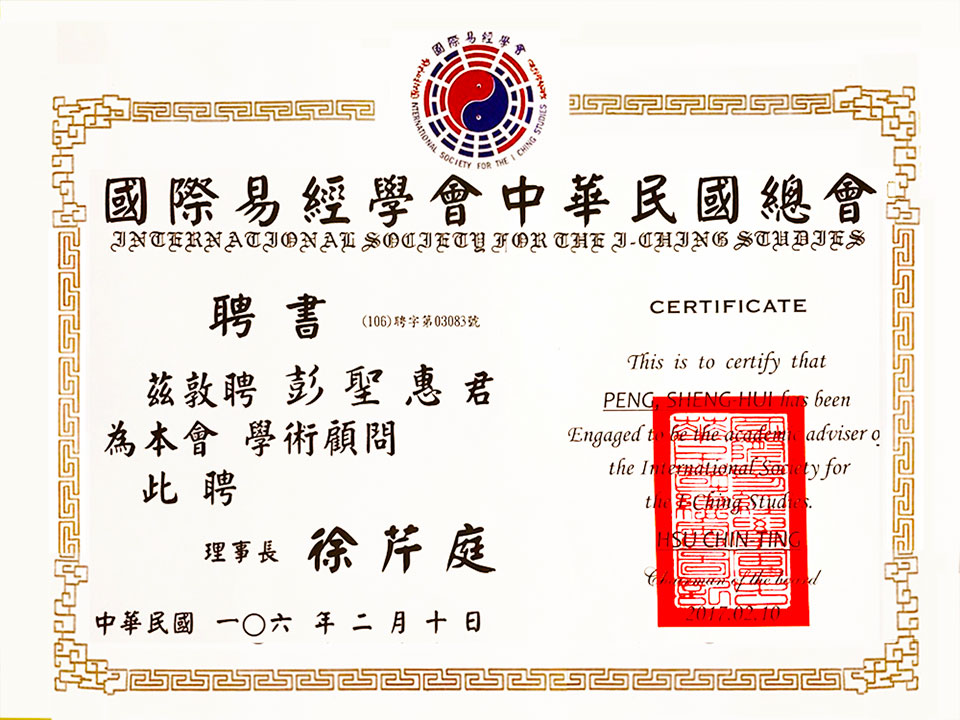 國際易經學會
INTERNATIONAL SOCIETY FOR THE I CHING STUDIES
國際易經學會中華民國總會
INTERNATIONAL SOCIETY FOR THE I-CHING STUDIES
聘書
(106)聘字第03083號
茲敦聘 彭聖惠君
為本會 學術顧問
此聘
理事長 徐芹庭
中華民國 一〇六年二月十日
CERTIFICATE
This is to certify that
PENG, SHENG-HUI has been
Engaged to be the academic adviser o
the International Society for
the I-Ching Studies.
HSU CHIN-TING
Chairman of the board
2017.02.10